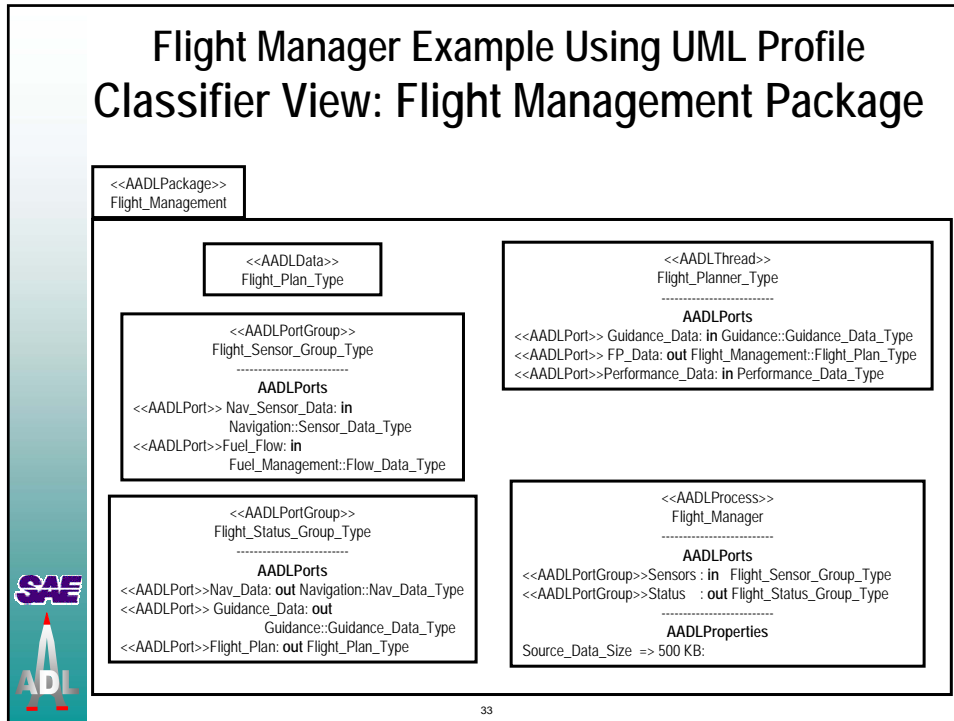 Flight Manager Example Using UML Profile
Classifier View: Flight Management Package
<<AADLPackage>>
Flight_Management
<<AADLData>>
Flight_Plan_Type
<<AADLPortGroup>>
Flight_Sensor_Group_Type
--------------------------
AADLPorts
<<AADLPort>> Nav_Sensor_Data: in
Navigation::Sensor_Data_Type
<<AADLPort>>Fuel_Flow: in
Fuel_Management::Flow_Data_Type
<<AADLPortGroup>>
Flight_Status_Group_Type
--------------------------
AADLPorts
<<AADLPort>>Nav_Data: out Navigation::Nav_Data_Type
<<AADLPort>> Guidance_Data: out
Guidance::Guidance_Data_Type
<<AADLPort>>Flight_Plan: out Flight_Plan_Type
<<AADLThread>>
Flight_Planner_Type
--------------------------
AADLPorts
<<AADLPort>> Guidance_Data: in Guidance::Guidance_Data_Type
<<AADLPort>> FP_Data: out Flight_Management::Flight_Plan_Type
<<AADLPort>>Performance_Data: in Performance_Data_Type
<<AADLProcess>>
Flight_Manager
--------------------------
AADLPorts
<<AADLPortGroup>>Sensors : in Flight_Sensor_Group_Type
<<AADLPortGroup>>Status : out Flight_Status_Group_Type
--------------------------
AADLProperties
Source_Data_Size => 500 KB:
SAE
ADL
33